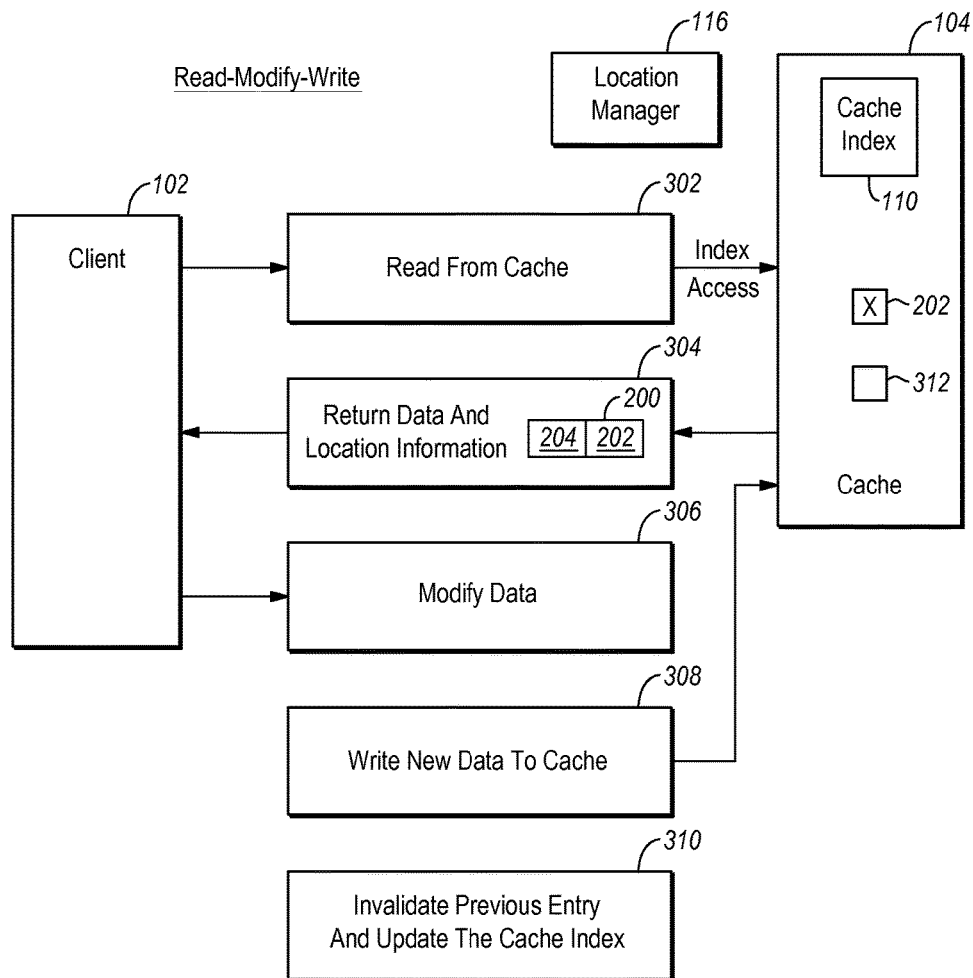 116
104
Read-Modify-Write
Location
Manager
Cache
Index
110
102
302
Client
Read From Cache
Index
Access
X
202
312
304
200
Return Data And
Location Information
204
202
Cache
306
Modify Data
308
Write New Data To Cache
310
Invalidate Previous Entry
And Update The Cache Index